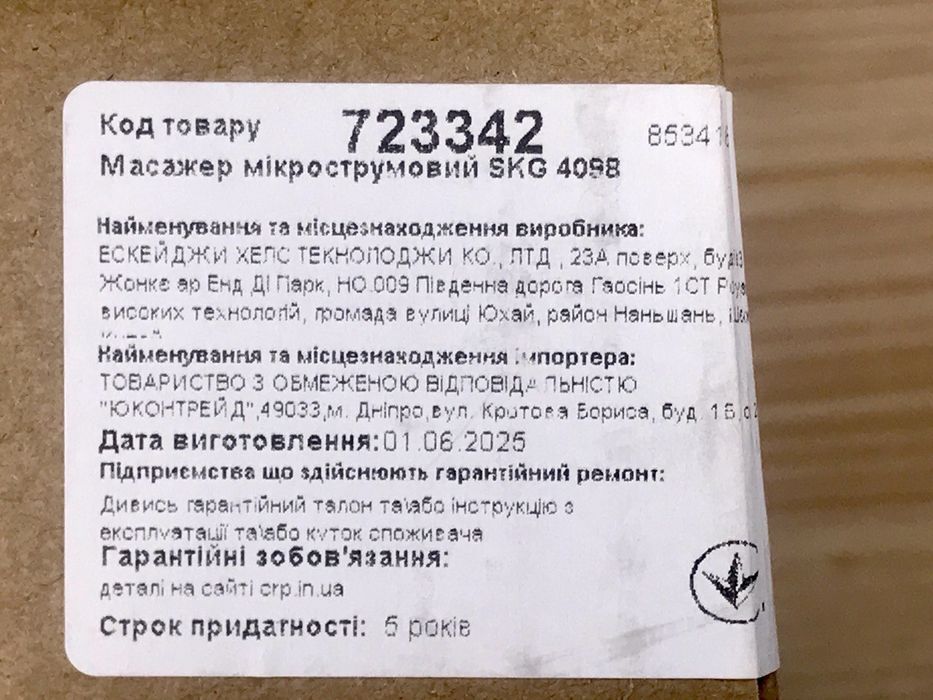 Код товару 723342 85341
Масажер мікрострумовий SKG 4098
Найменування та місцезнаходження виробника:
ЕСКЕЙДЖИ ХЕЛС ТЕКНОЛОДЖИ КО., ЛТД., 23А поверх,
Енд Ді Парк, НО.009 Південна дорога Гаосінь 1СТ
високих технологій, громада вулиці Юхай, район Наньшань,
Найменування та місцезнаходження імпортера:
ТОВАРИСТВО З ОБМЕЖЕНОЮ ВІДПОВІДАЛЬНІСТЮ
"ЮКОНТРЕЙД",49033,м. Дніпро,вул. Кротова Бориса, буд. 1Б,
Дата виготовлення:01.06.2025
Підприємства що здійснюють гарантійний ремонт:
Дивись гарантійний талон та\або інструкцію з
експлуатації та\або куток споживача
Гарантійні зобов'язання:
деталі на сайті crp.in.ua
Строк придатності: 5 років